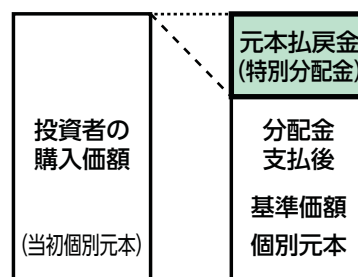 元本払戻金
(特別分配金)
投資者の
購入価額
(当初個別元本)
分配金
支払後
基準価額
個別元本